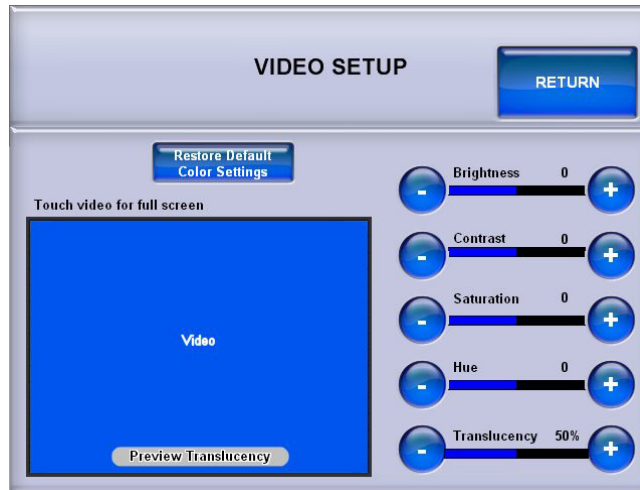 VIDEO SETUP
RETURN
Restore Default
Color Settings
Touch video for full screen
Video
Preview Translucency
Brightness 0
- +
Contrast 0
- +
Saturation 0
- +
Hue 0
- +
Translucency 50%
- +